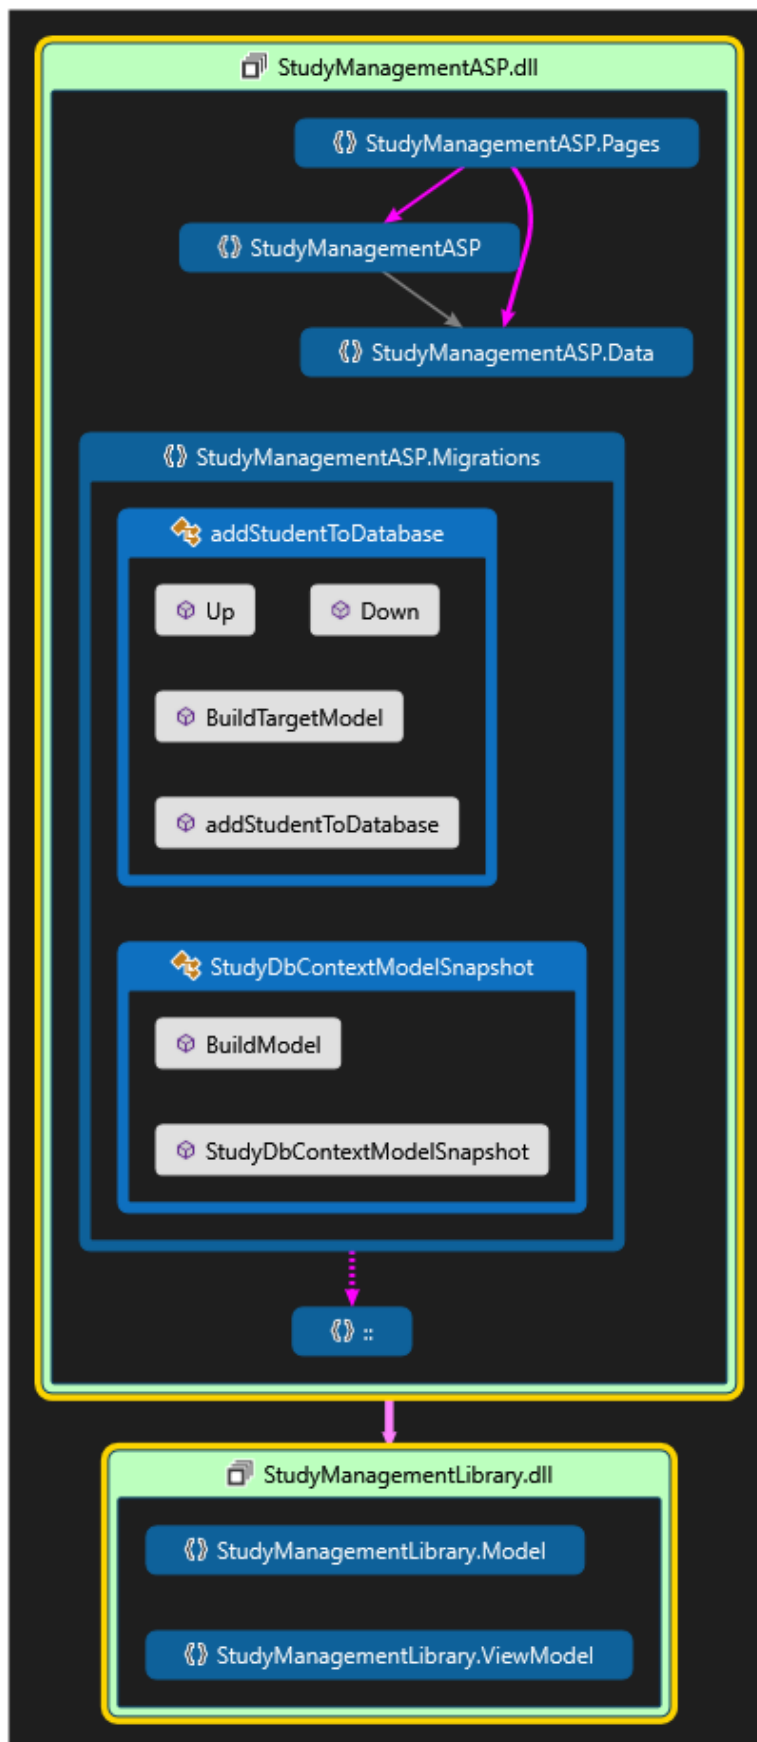 StudyManagementASP.dll
StudyManagementASP.Pages
StudyManagementASP
StudyManagementASP.Data
StudyManagementASP.Migrations
addStudentToDatabase
Up
Down
BuildTargetModel
addStudentToDatabase
StudyDbContextModelSnapshot
BuildModel
StudyDbContextModelSnapshot
::
StudyManagementLibrary.dll
StudyManagementLibrary.Model
StudyManagementLibrary.ViewModel